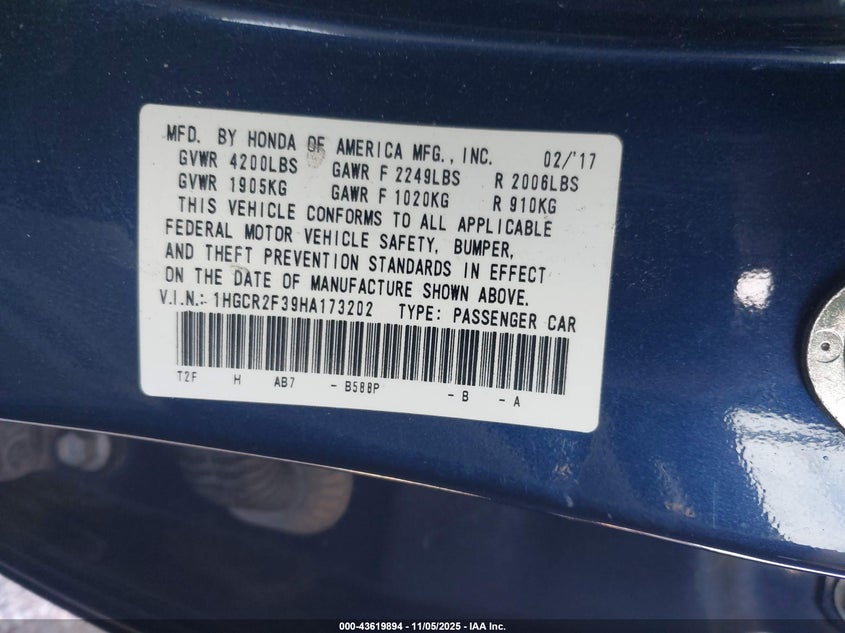 MFD. BY HONDA OF AMERICA MFG., INC. 02/'17
GVWR 4200LBS GAWR F 2249LBS R 2006LBS
GVWR 1905KG GAWR F 1020KG R 910KG
THIS VEHICLE CONFORMS TO ALL APPLICABLE
FEDERAL MOTOR VEHICLE SAFETY, BUMPER,
AND THEFT PREVENTION STANDARDS IN EFFECT
ON THE DATE OF MANUFACTURE SHOWN ABOVE.
V.I.N.: 1HGCR2F39HA173202 TYPE: PASSENGER CAR
T2F H AB7 - B588P - B - A
000-43619894 - 11/05/2025 - IAA Inc.